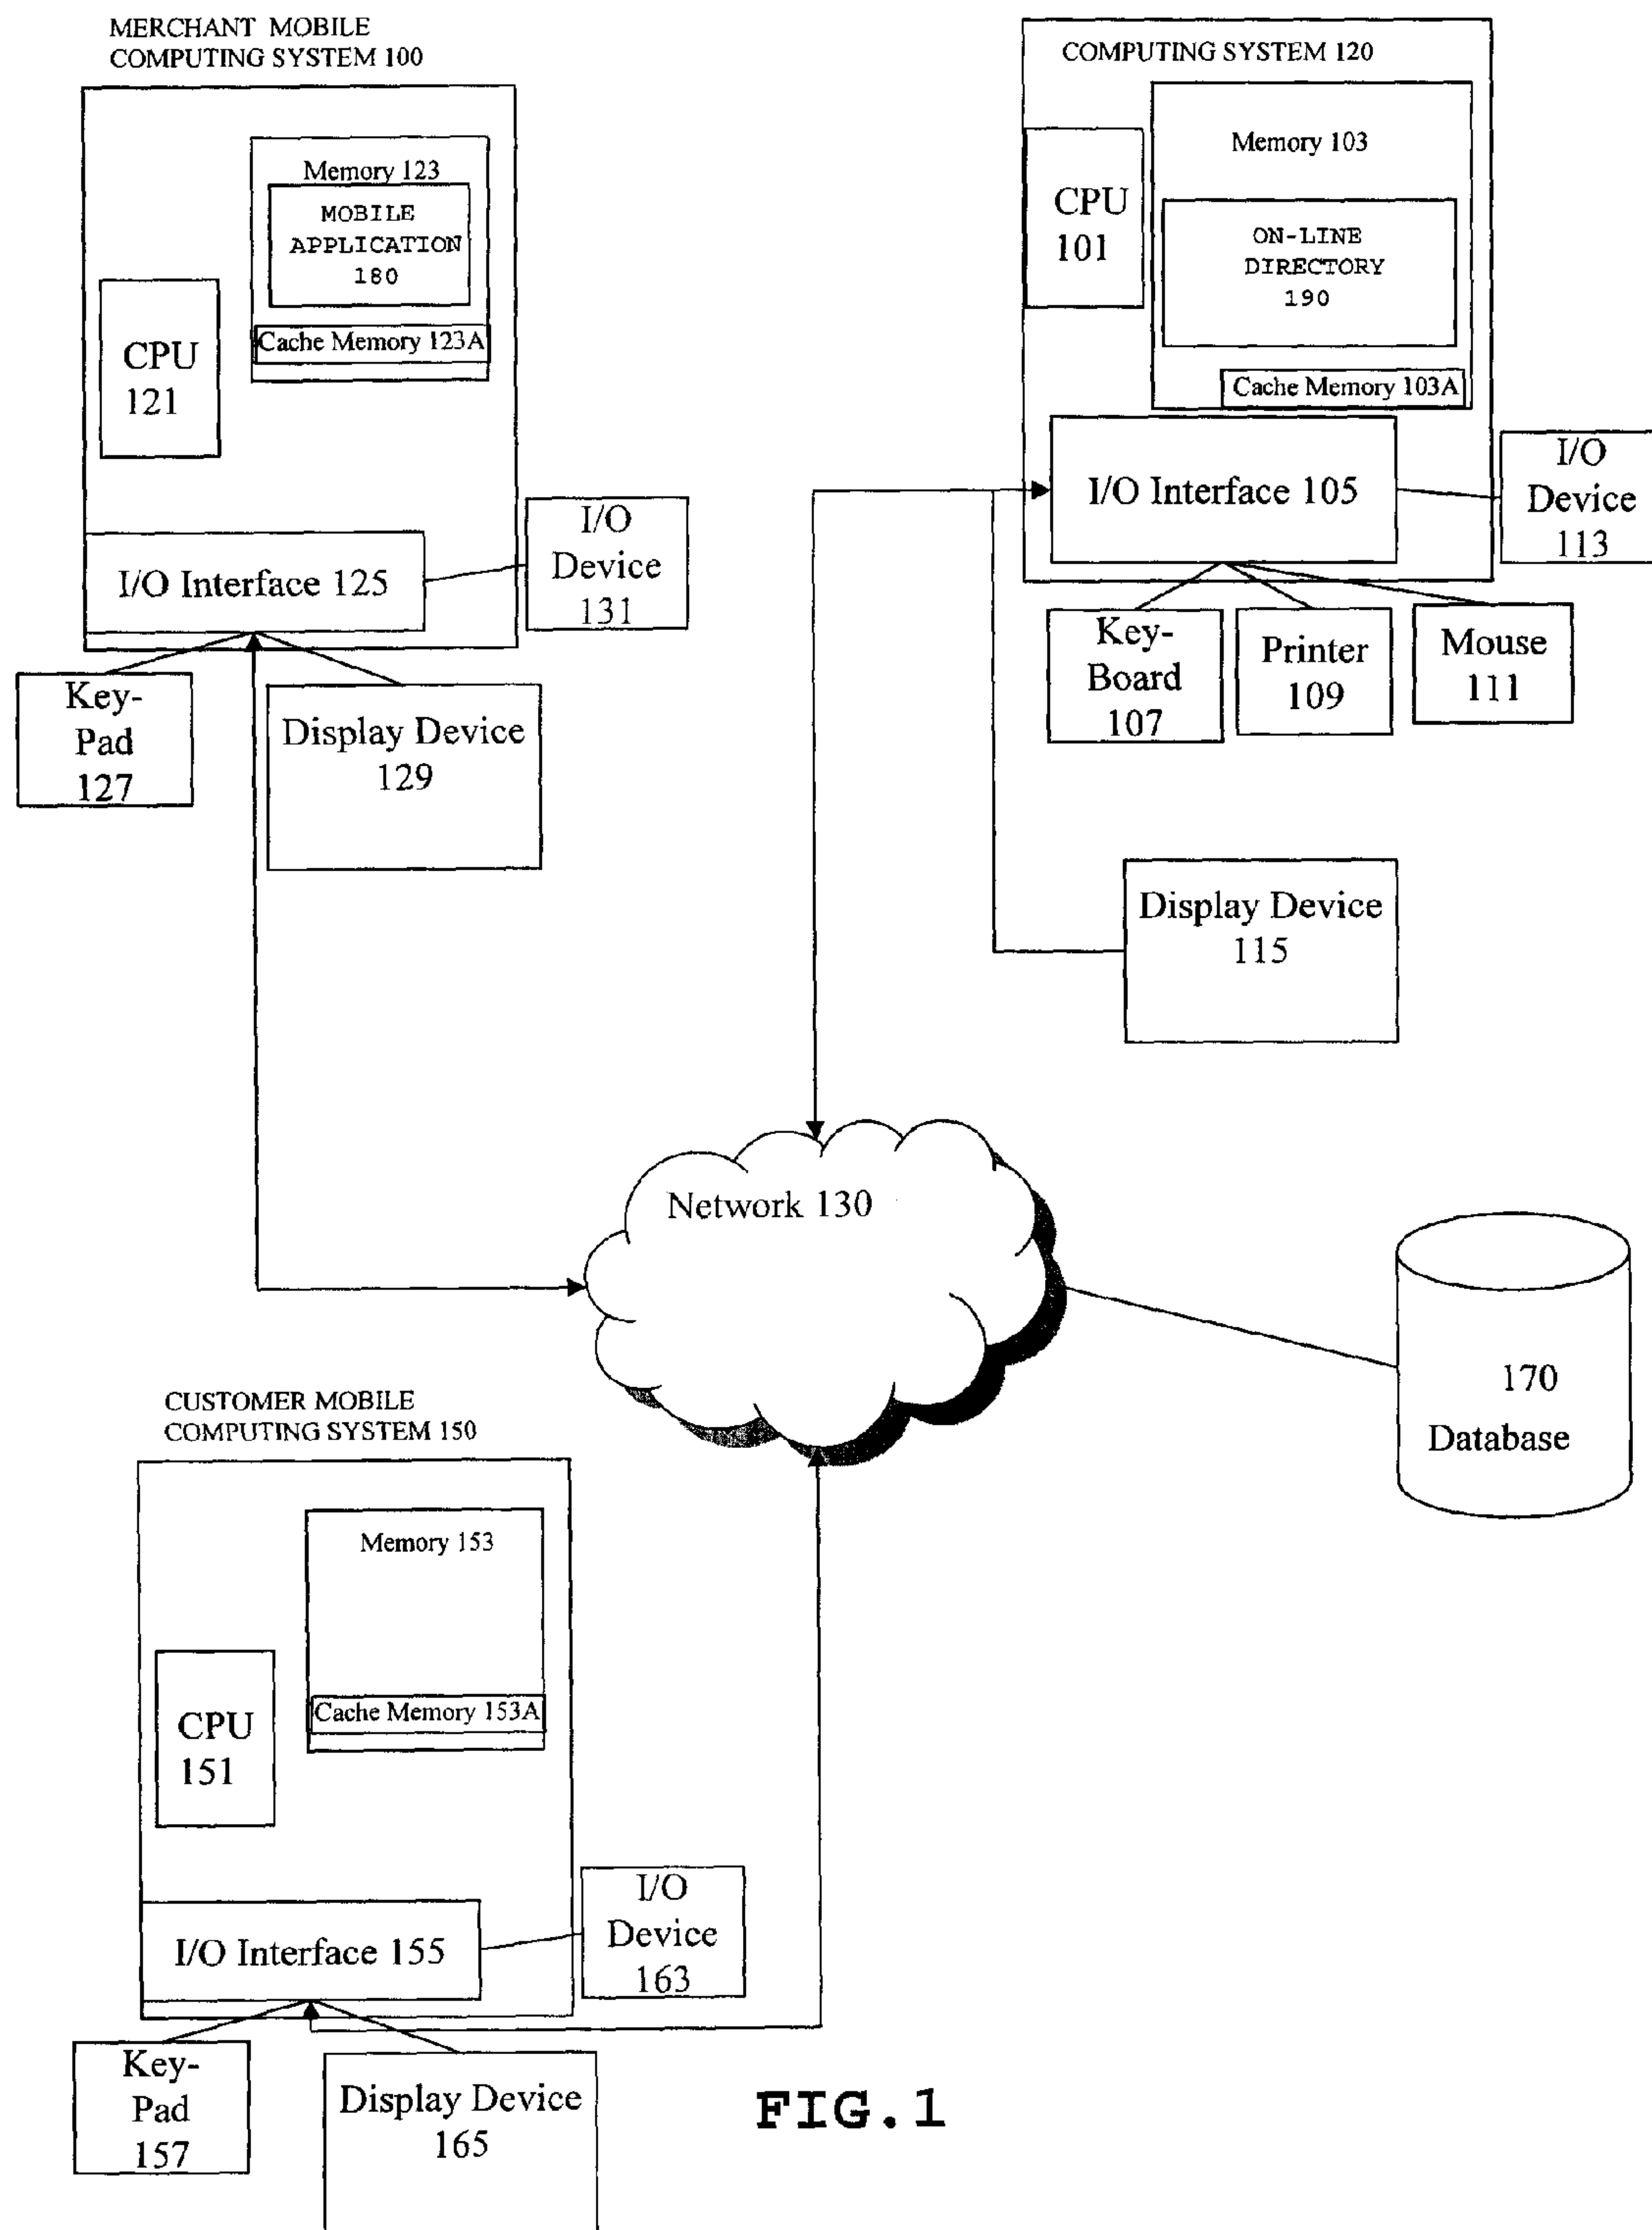 MERCHANT MOBILE
COMPUTING SYSTEM 100
Memory 123
MOBILE
APPLICATION
180
Cache Memory 123A
CPU
121
I/O Interface 125
I/O
Device
131
Key-
Pad
127
Display Device
129
COMPUTING SYSTEM 120
Memory 103
CPU
101
ON-LINE
DIRECTORY
190
Cache Memory 103A
I/O Interface 105
I/O
Device
113
Key-
Board
107
Printer
109
Mouse
111
Display Device
115
Network 130
170
Database
CUSTOMER MOBILE
COMPUTING SYSTEM 150
Memory 153
Cache Memory 153A
CPU
151
I/O Interface 155
I/O
Device
163
Key-
Pad
157
Display Device
165
FIG.1